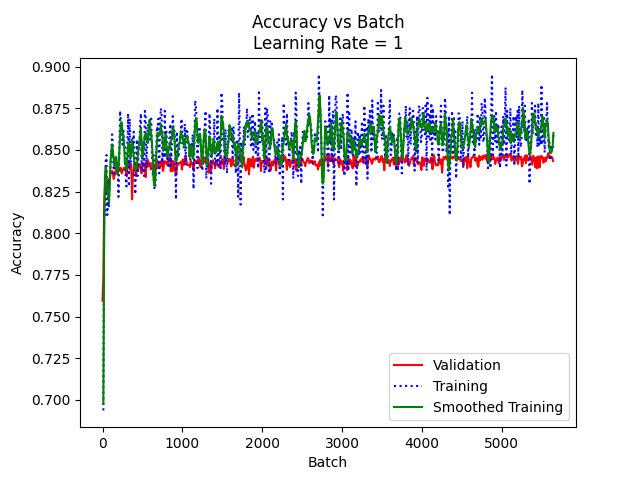 Accuracy vs Batch
Learning Rate = 1
0.900
0.875
0.850
0.825
0.800
0.775
0.750
0.725
0.700
Accuracy
Validation
Training
Smoothed Training
0 1000 2000 3000 4000 5000
Batch